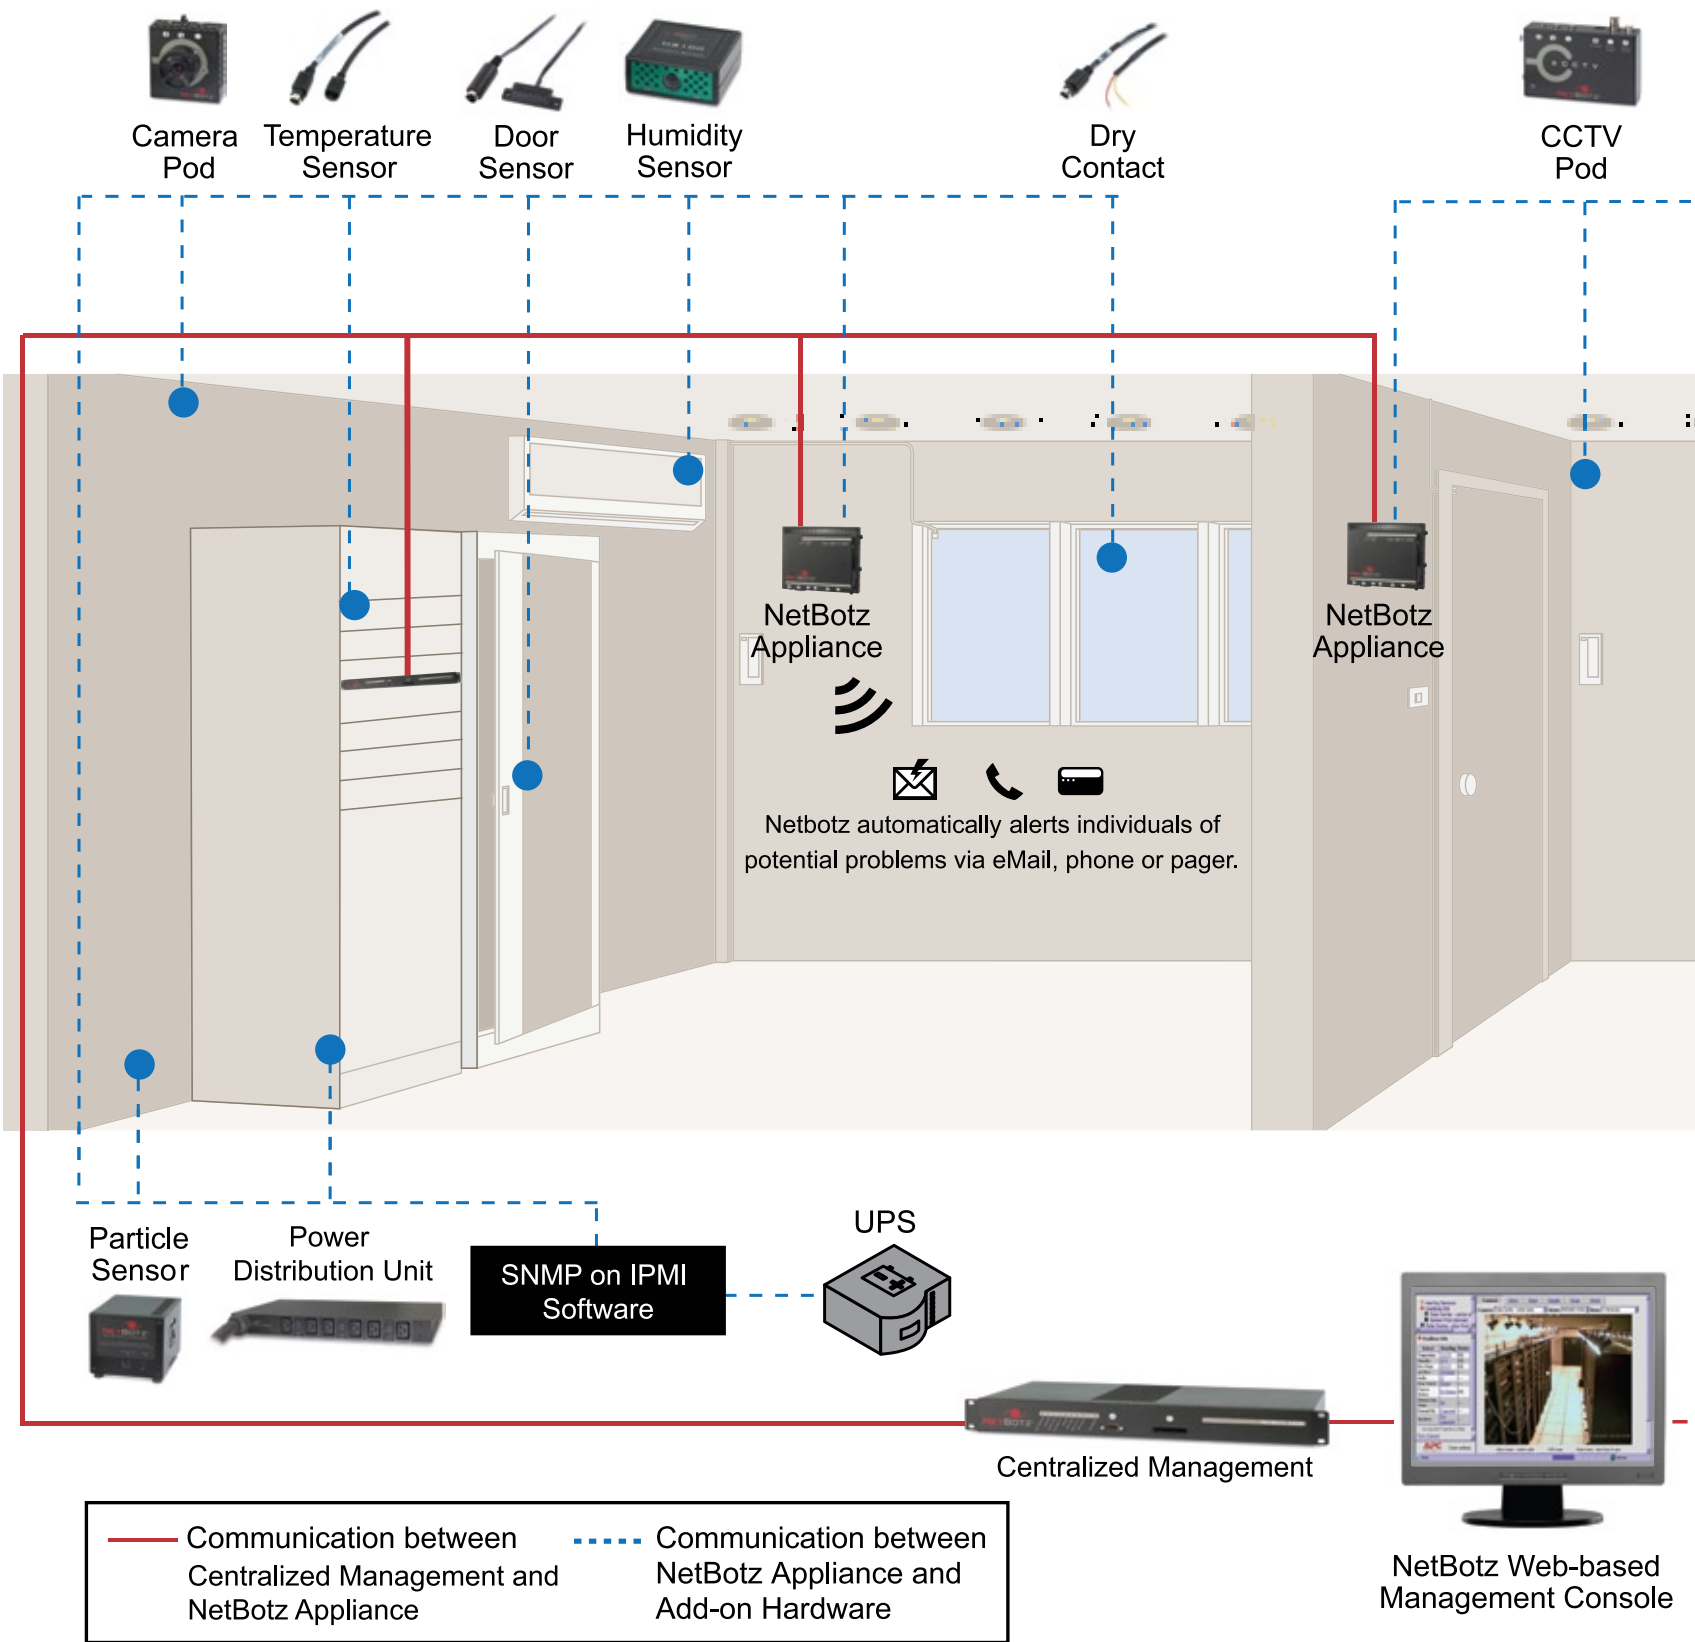 Camera
Pod
Temperature
Sensor
Door
Sensor
Humidity
Sensor
Dry
Contact
CCTV
Pod
NetBotz
Appliance
NetBotz
Appliance
Netbotz automatically alerts individuals of
potential problems via eMail, phone or pager.
Particle
Sensor
Power
Distribution Unit
SNMP on IPMI
Software
UPS
NETBOTZ
Centralized Management
APC
NetBotz Web-based
Management Console
Communication between
Centralized Management and
NetBotz Appliance
Communication between
NetBotz Appliance and
Add-on Hardware